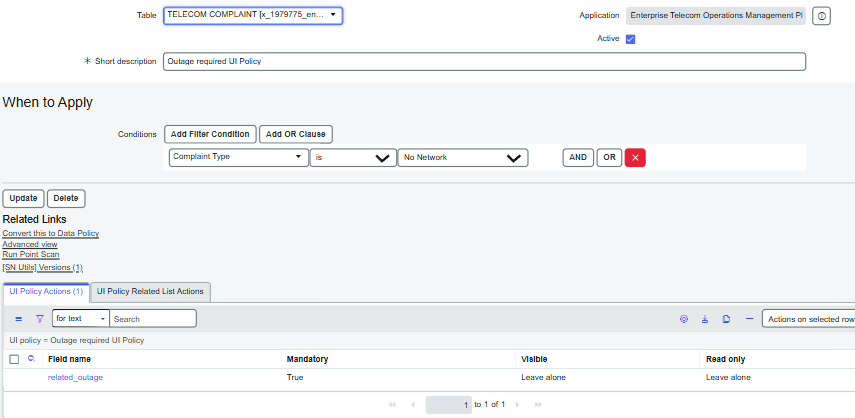 Table TELECOM COMPLAINT [x_1979775_en... Application Enterprise Telecom Operations Management Pl
Active
Short description Outage required UI Policy
When to Apply
Conditions Add Filter Condition Add OR Clause
Complaint Type is No Network AND OR
Update Delete
Related Links
Convert this to Data Policy
Advanced view
Run Point Scan
[SN Utils] Versions (1)
UI Policy Actions (1) UI Policy Related List Actions
for text Search Actions on selected row
UI policy = Outage required UI Policy
Field name Mandatory Visible Read only
related_outage True Leave alone Leave alone
1 to 1 of 1